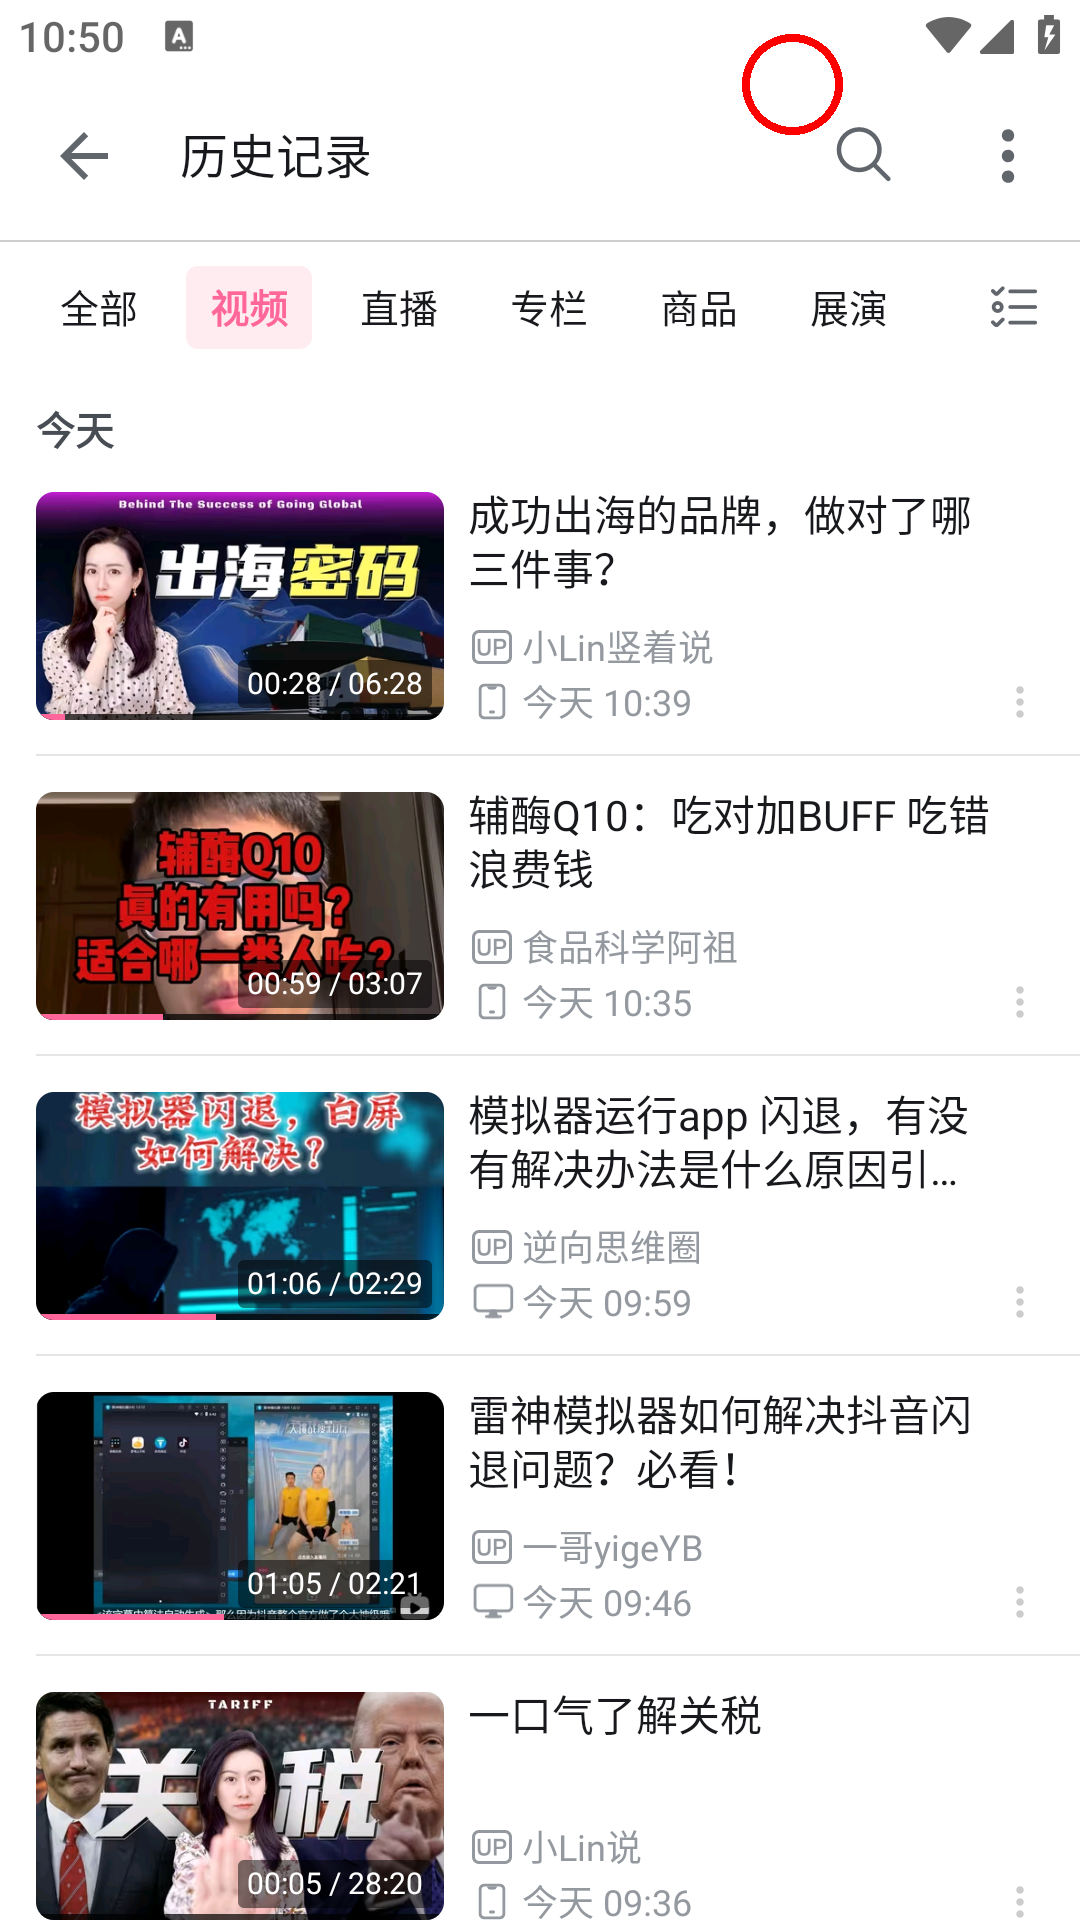 10:50
历史记录
全部 视频 直播 专栏 商品 展演
今天
Behind The Success of Going Global
出海密码
00:28 / 06:28
成功出海的品牌，做对了哪
三件事？
UP 小Lin竖着说
今天 10:39
辅酶Q10
真的有用吗？
适合哪一类人吃？
00:59 / 03:07
辅酶Q10：吃对加BUFF 吃错
浪费钱
UP 食品科学阿祖
今天 10:35
模拟器闪退，白屏
如何解决？
01:06 / 02:29
模拟器运行app 闪退，有没
有解决办法是什么原因引...
UP 逆向思维圈
今天 09:59
01:05 / 02:21
雷神模拟器如何解决抖音闪
退问题？必看！
UP 一哥yigeYB
今天 09:46
TARIFF
关税
00:05 / 28:20
一口气了解关税
UP 小Lin说
今天 09:36